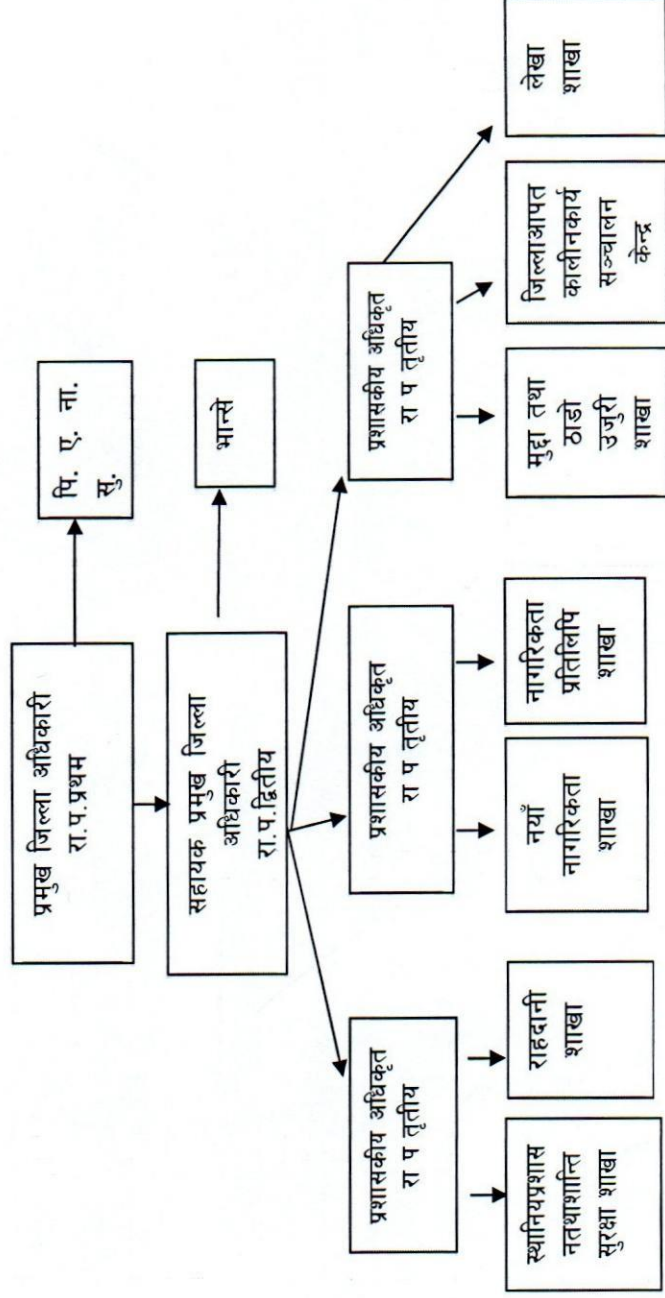 प्रमुख जिल्ला अधिकारी
रा.प.प्रथम
पि. ए. ना.
सु.
सहायक प्रमुख जिल्ला
अधिकारी
रा.प.द्वितीय
भान्से
प्रशासकीय अधिकृत
रा प तृतीय
प्रशासकीय अधिकृत
रा प तृतीय
प्रशासकीय अधिकृत
रा प तृतीय
स्थानियप्रशास
नतथाशान्ति
सुरक्षा शाखा
राहदानी
शाखा
नयाँ
नागरिकता
शाखा
नागरिकता
प्रतिलिपि
शाखा
मुद्दा तथा
ठाडो
उजुरी
शाखा
जिल्लाआपत
कालीनकार्य
सञ्चालन
केन्द्र
लेखा
शाखा